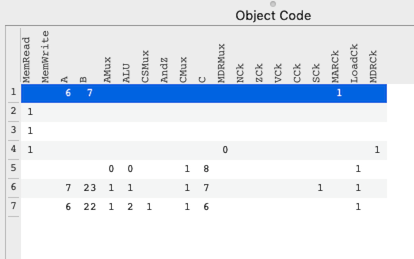 Object Code
MemRead MemWrite A B AMux ALU CSMux AndZ CMux C MDRMux NCk ZCk VCk CCk SCk MARCk LoadCk MDRCk
1 6 7 1
2 1
3 1
4 1 0 1
5 0 0 1 8 1
6 7 23 1 1 1 7 1 1
7 6 22 1 2 1 1 6 1